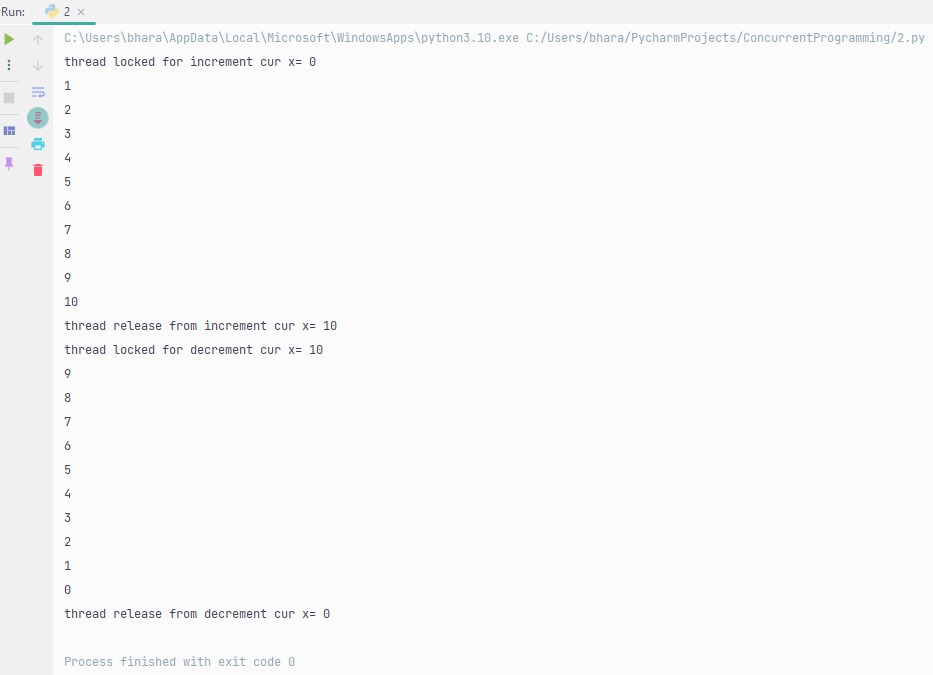 Run: 2 ×
C:\Users\bhara\AppData\Local\Microsoft\WindowsApps\python3.10.exe C:/Users/bhara/PycharmProjects/ConcurrentProgramming/2.py
thread locked for increment cur x= 0
1
2
3
4
5
6
7
8
9
10
thread release from increment cur x= 10
thread locked for decrement cur x= 10
9
8
7
6
5
4
3
2
1
0
thread release from decrement cur x= 0
Process finished with exit code 0